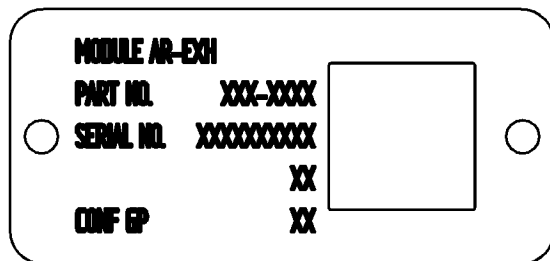 MODULE AR-EXH
PART NO. XXX-XXXX
SERIAL NO. XXXXXXXXXX
XX
CONF GP XX